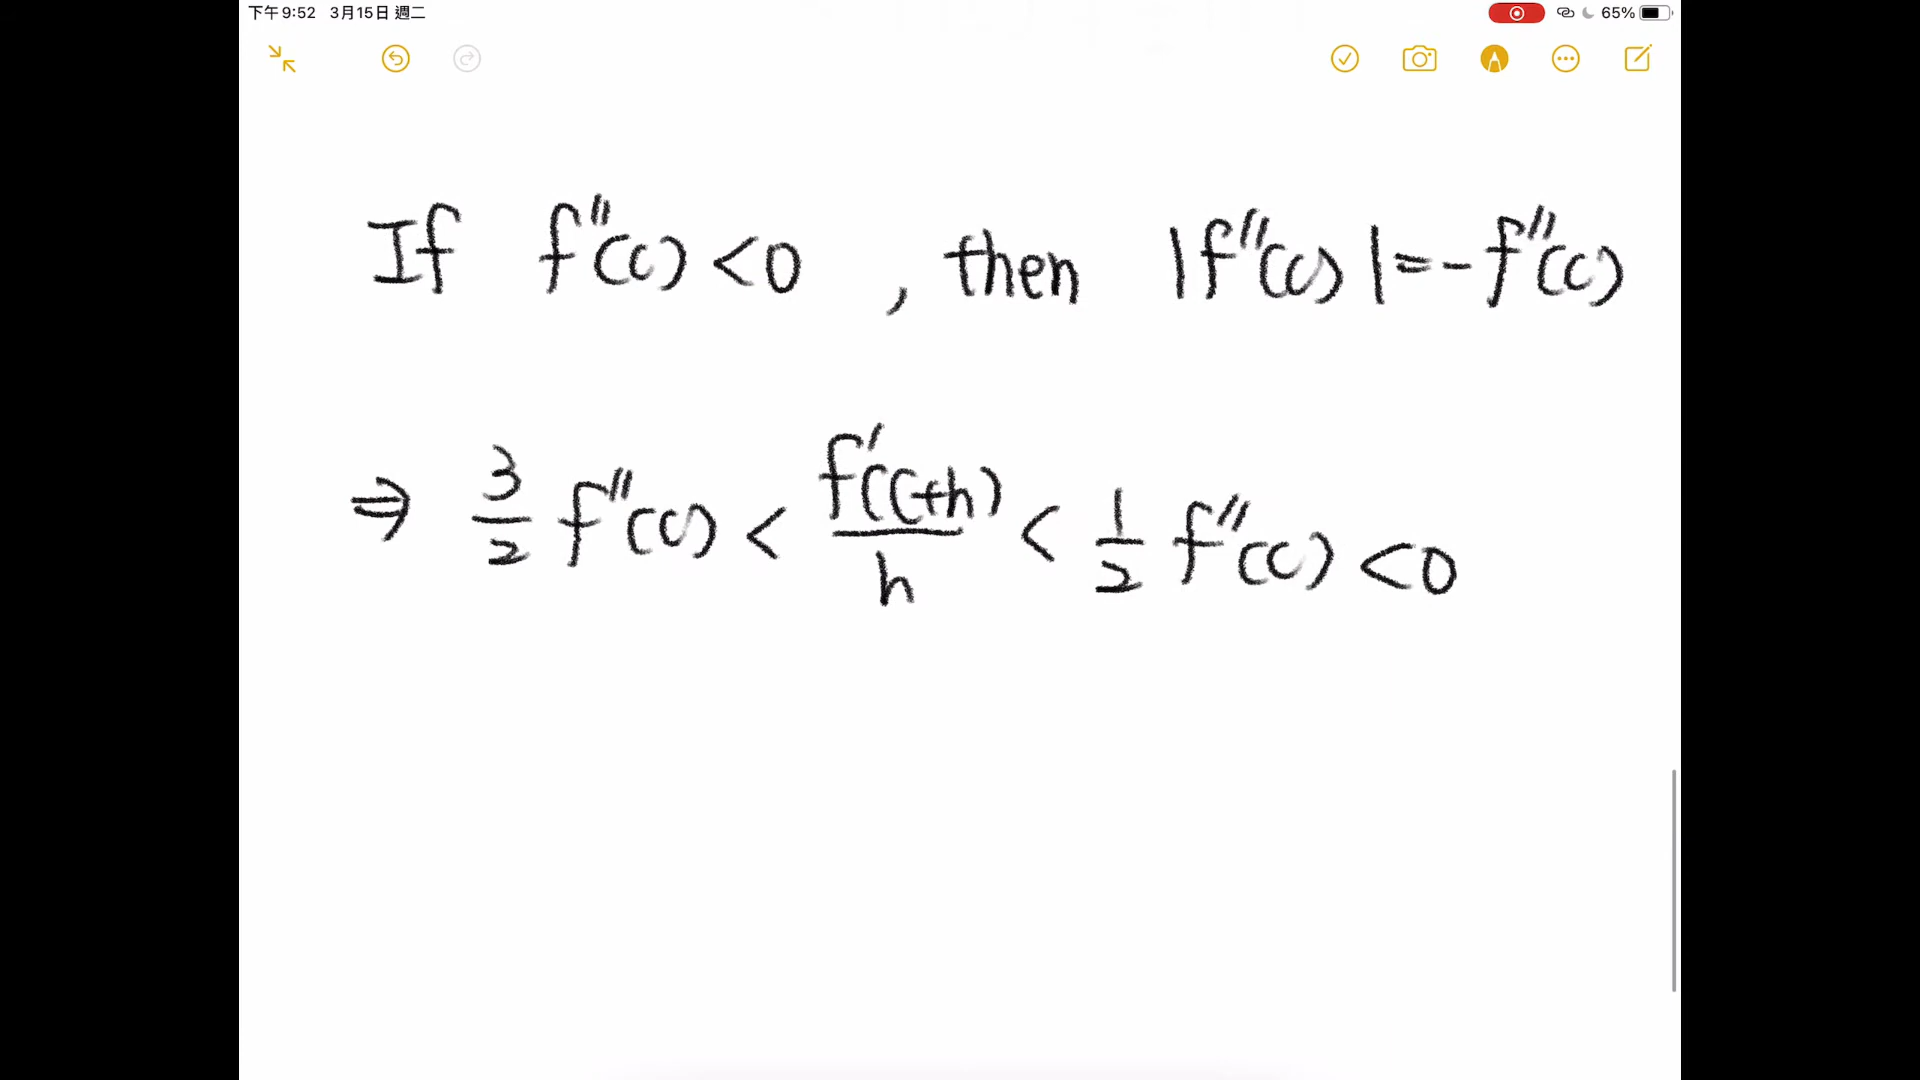 下午9:52 3月15日 週二 65%
If f''(c) <0 , then |f''(c)| = -f''(c)
⇒ 3/2 f''(c) < f'(c+h)/h < 1/2 f''(c) <0